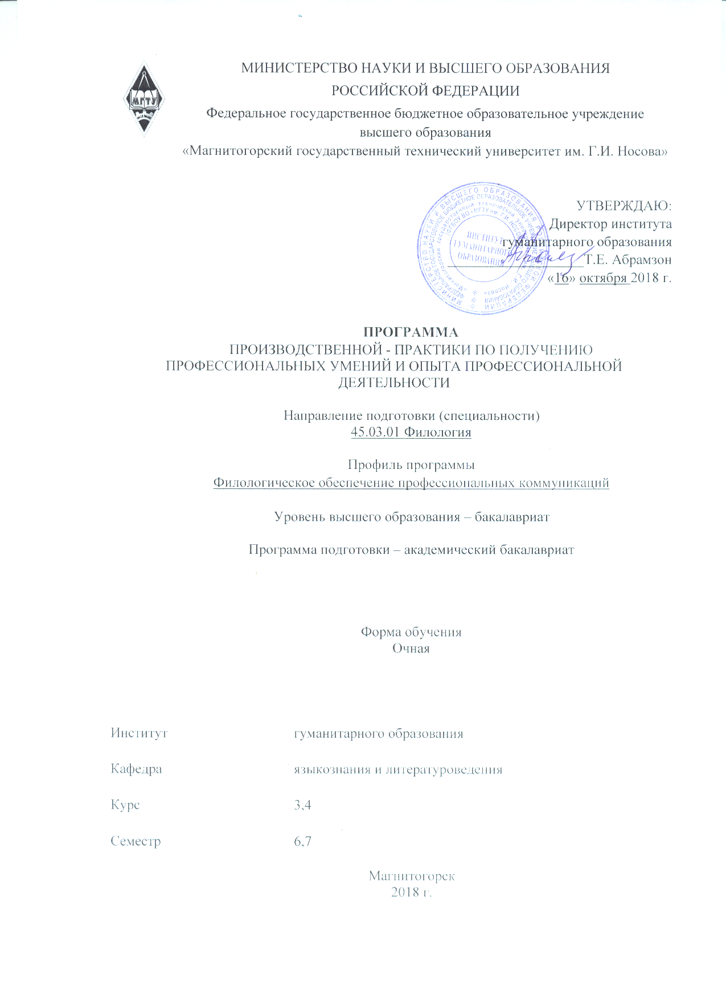 МГТУ
МИНИСТЕРСТВО НАУКИ И ВЫСШЕГО ОБРАЗОВАНИЯ
РОССИЙСКОЙ ФЕДЕРАЦИИ
Федеральное государственное бюджетное образовательное учреждение
высшего образования
«Магнитогорский государственный технический университет им. Г.И. Носова»
УТВЕРЖДАЮ:
Директор института
гуманитарного образования
Т.Е. Абрамзон
«16» октября 2018 г.
ИНСТИТУТ
ГУМАНИТАРНОГО
ОБРАЗОВАНИЯ
ПРОГРАММА
ПРОИЗВОДСТВЕННОЙ - ПРАКТИКИ ПО ПОЛУЧЕНИЮ
ПРОФЕССИОНАЛЬНЫХ УМЕНИЙ И ОПЫТА ПРОФЕССИОНАЛЬНОЙ
ДЕЯТЕЛЬНОСТИ
Направление подготовки (специальности)
45.03.01 Филология
Профиль программы
Филологическое обеспечение профессиональных коммуникаций
Уровень высшего образования – бакалавриат
Программа подготовки – академический бакалавриат
Форма обучения
Очная
Институт гуманитарного образования
Кафедра языкознания и литературоведения
Курс 3,4
Семестр 6,7
Магнитогорск
2018 г.